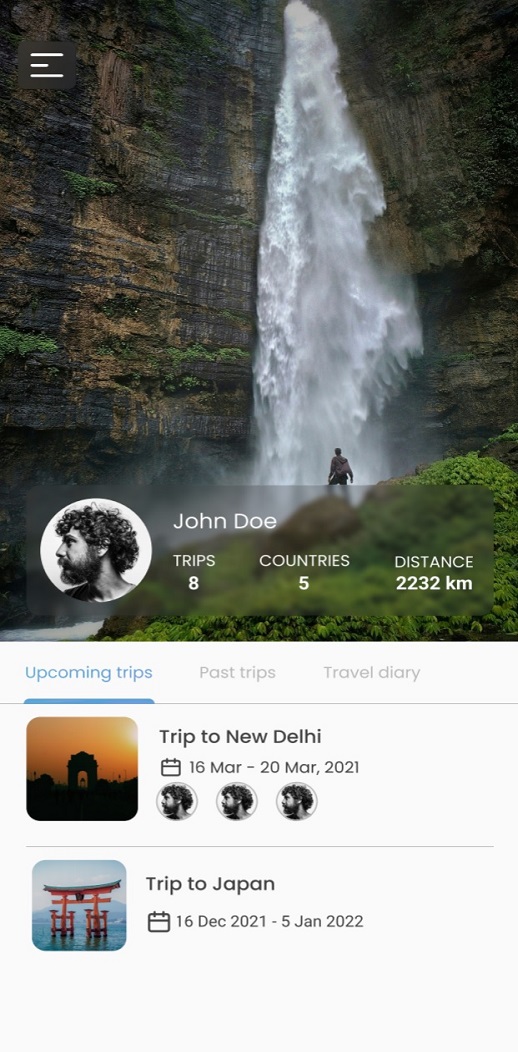 John Doe
TRIPS COUNTRIES DISTANCE
8 5 2232 km
Upcoming trips Past trips Travel diary
Trip to New Delhi
16 Mar – 20 Mar, 2021
Trip to Japan
16 Dec 2021 - 5 Jan 2022